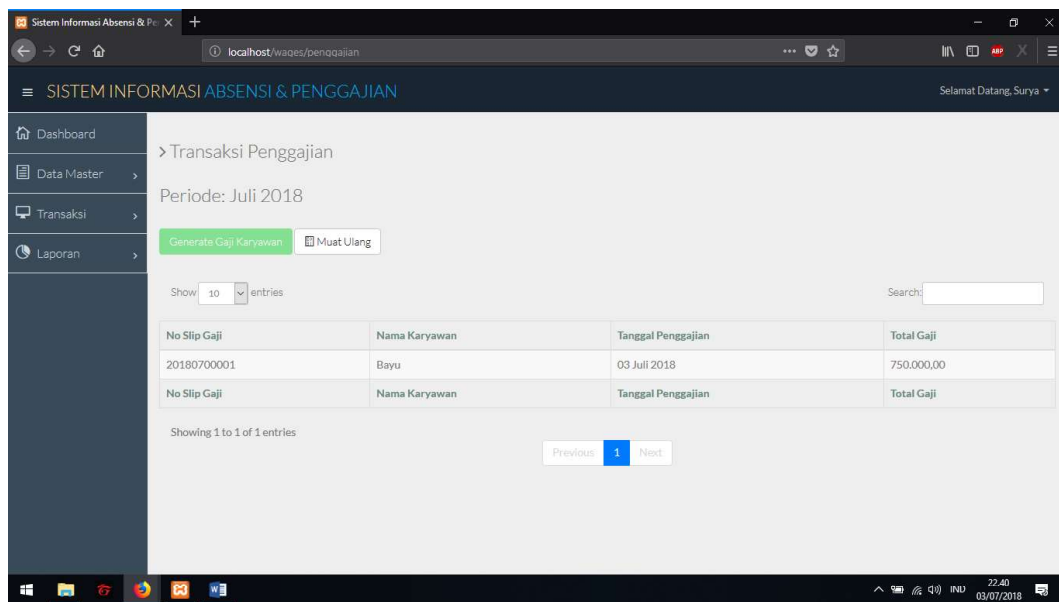 Sistem Informasi Absensi & Pe
localhost/wages/penggajian
ABP
SISTEM INFORMASI ABSENSI & PENGGAJIAN
Selamat Datang, Surya
Dashboard
Data Master
Transaksi
Laporan
Transaksi Penggajian
Periode: Juli 2018
Generate Gaji Karyawan
Muat Ulang
Show 10 entries
Search:
No Slip Gaji Nama Karyawan Tanggal Penggajian Total Gaji
20180700001 Bayu 03 Juli 2018 750.000,00
No Slip Gaji Nama Karyawan Tanggal Penggajian Total Gaji
Showing 1 to 1 of 1 entries
Previous 1 Next
IND
22.40
03/07/2018